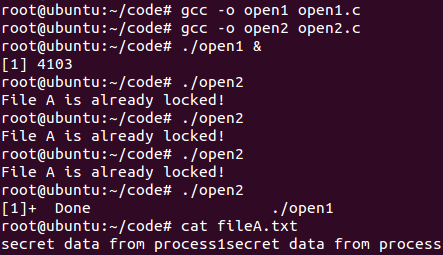 root@ubuntu:~/code# gcc -o open1 open1.c
root@ubuntu:~/code# gcc -o open2 open2.c
root@ubuntu:~/code# ./open1 &
[1] 4103
root@ubuntu:~/code# ./open2
File A is already locked!
root@ubuntu:~/code# ./open2
File A is already locked!
root@ubuntu:~/code# ./open2
File A is already locked!
root@ubuntu:~/code# ./open2
[1]+  Done                    ./open1
root@ubuntu:~/code# cat fileA.txt
secret data from process1secret data from process